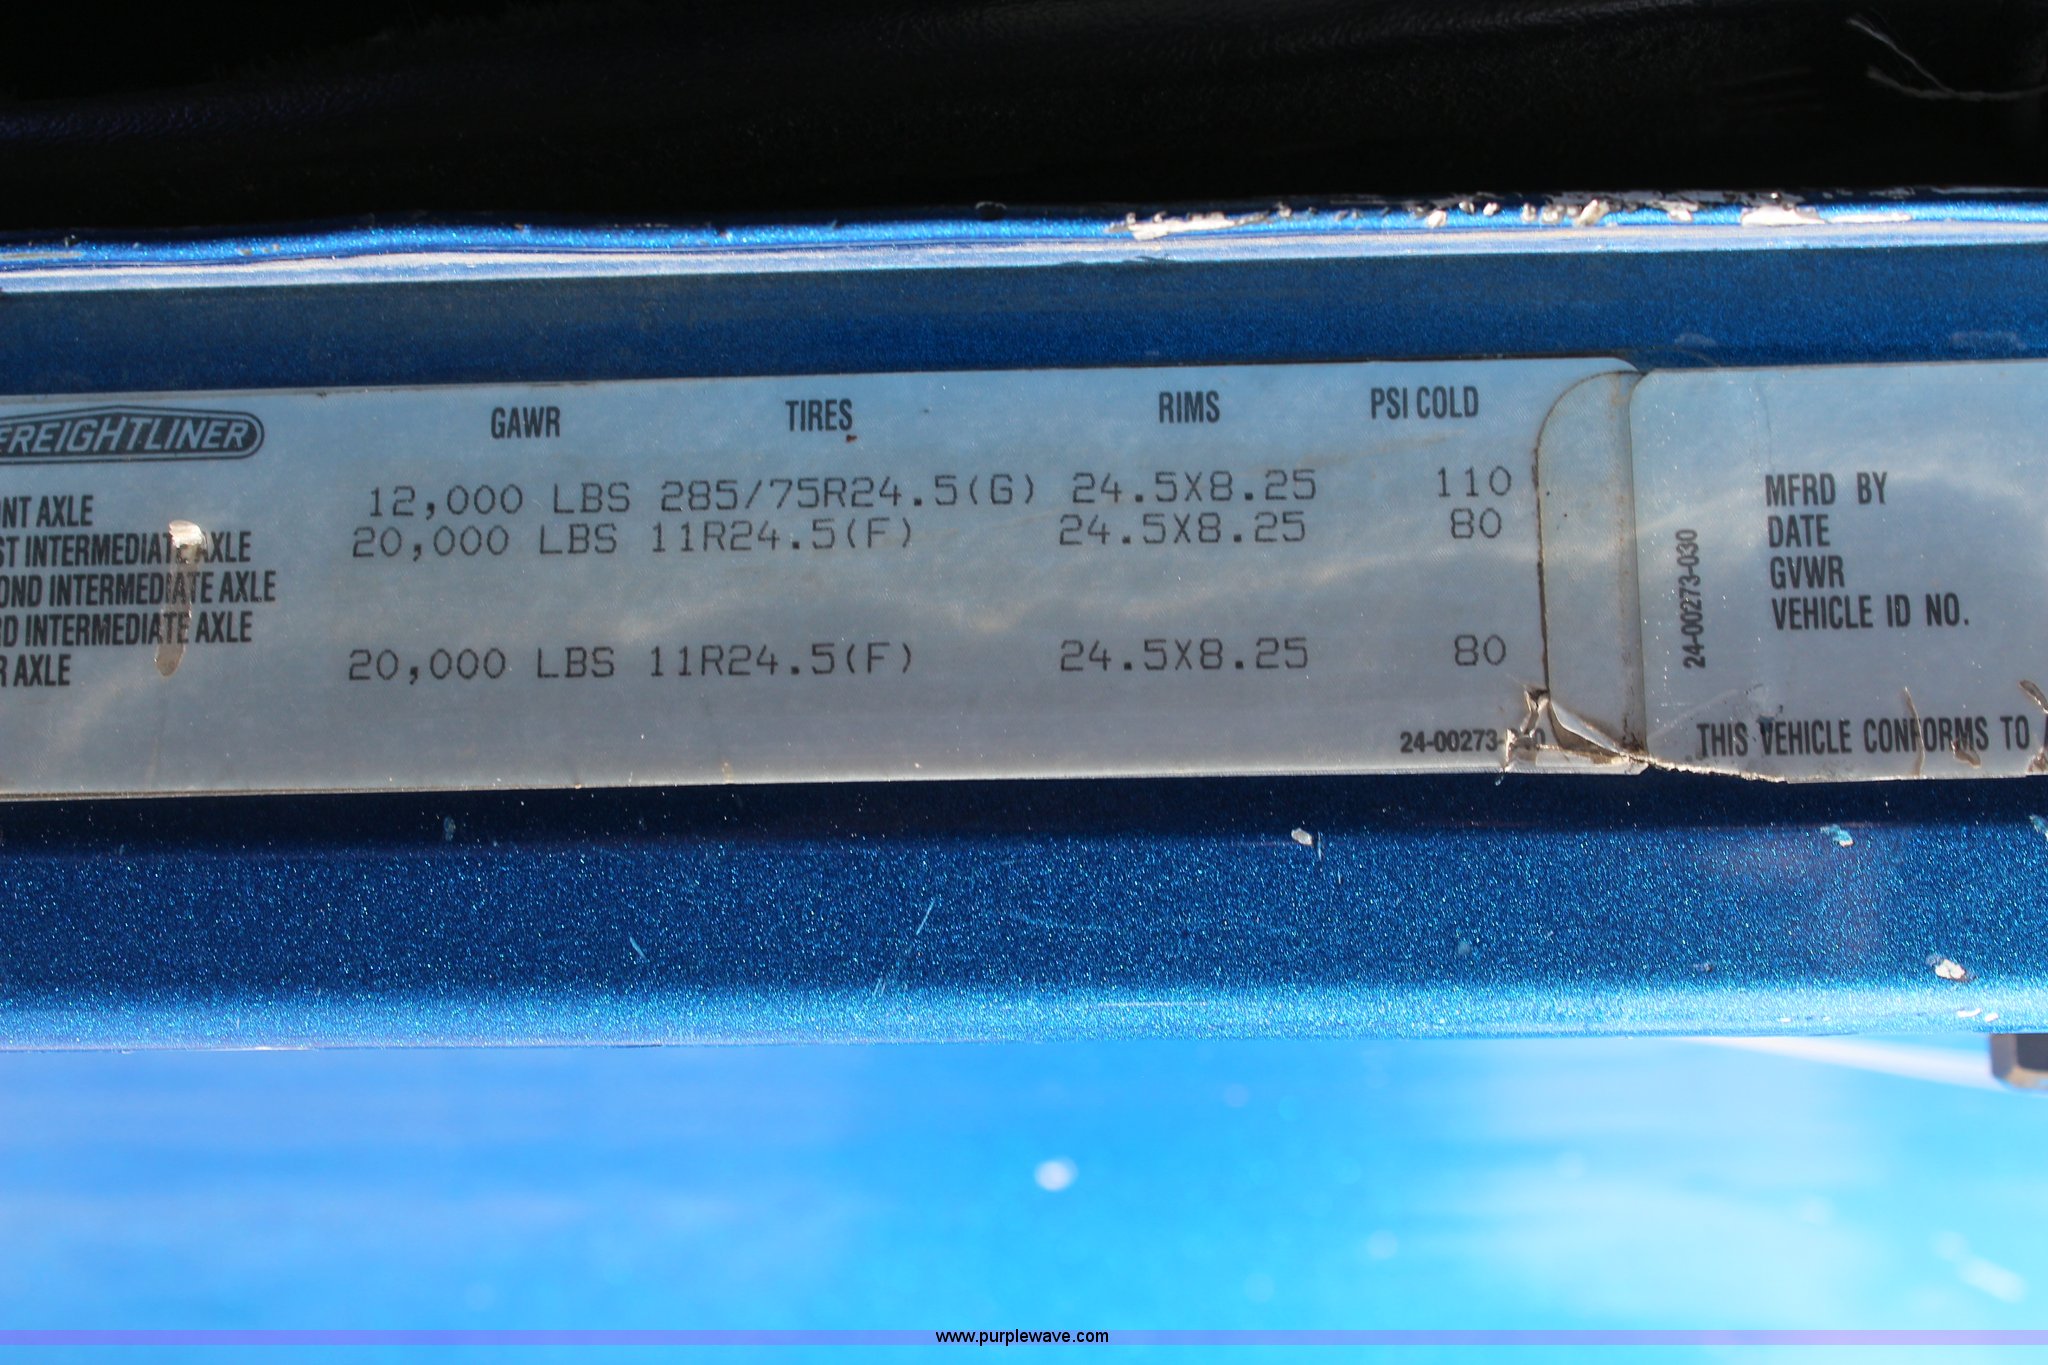 FREIGHTLINER
GAWR TIRES RIMS PSI COLD
NT AXLE 12,000 LBS 285/75R24.5(G) 24.5X8.25 110
ST INTERMEDIATE AXLE 20,000 LBS 11R24.5(F) 24.5X8.25 80
OND INTERMEDIATE AXLE
RD INTERMEDIATE AXLE
R AXLE 20,000 LBS 11R24.5(F) 24.5X8.25 80
24-00273-
24-00273-030
MFRD BY
DATE
GVWR
VEHICLE ID NO.
THIS VEHICLE CONFORMS TO
www.purplewave.com